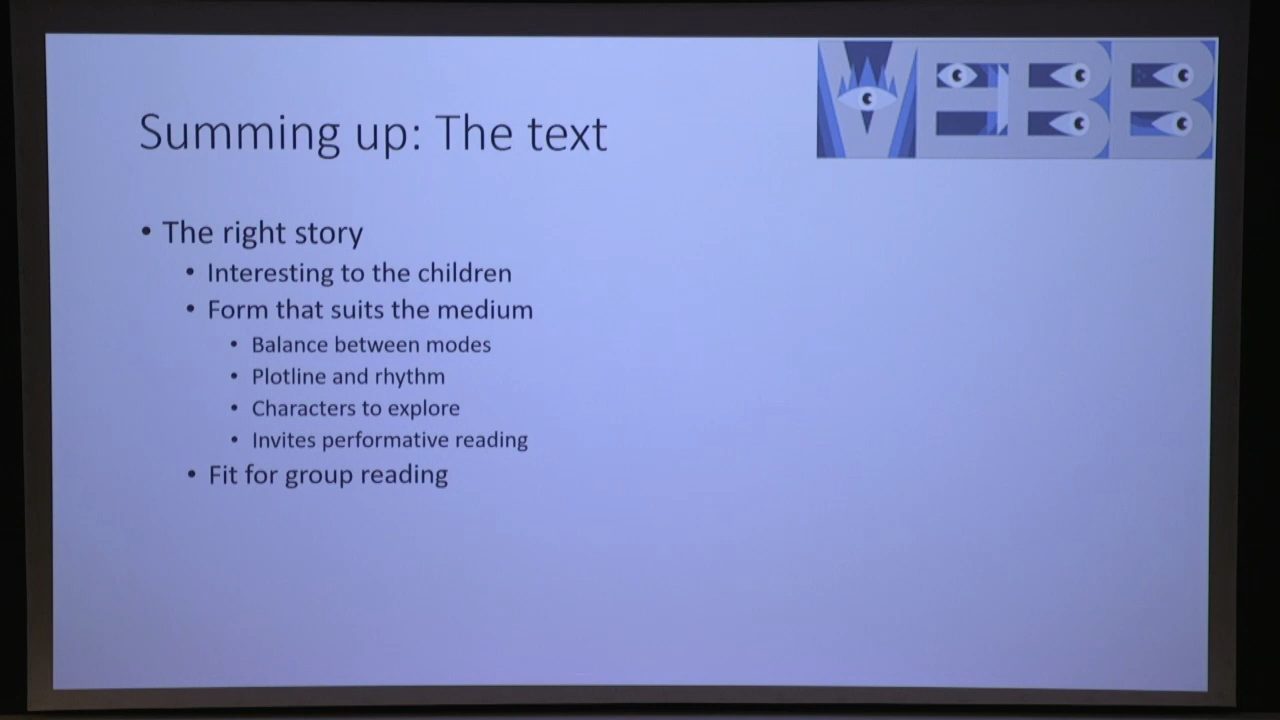 VEBB
Summing up: The text
• The right story
• Interesting to the children
• Form that suits the medium
• Balance between modes
• Plotline and rhythm
• Characters to explore
• Invites performative reading
• Fit for group reading